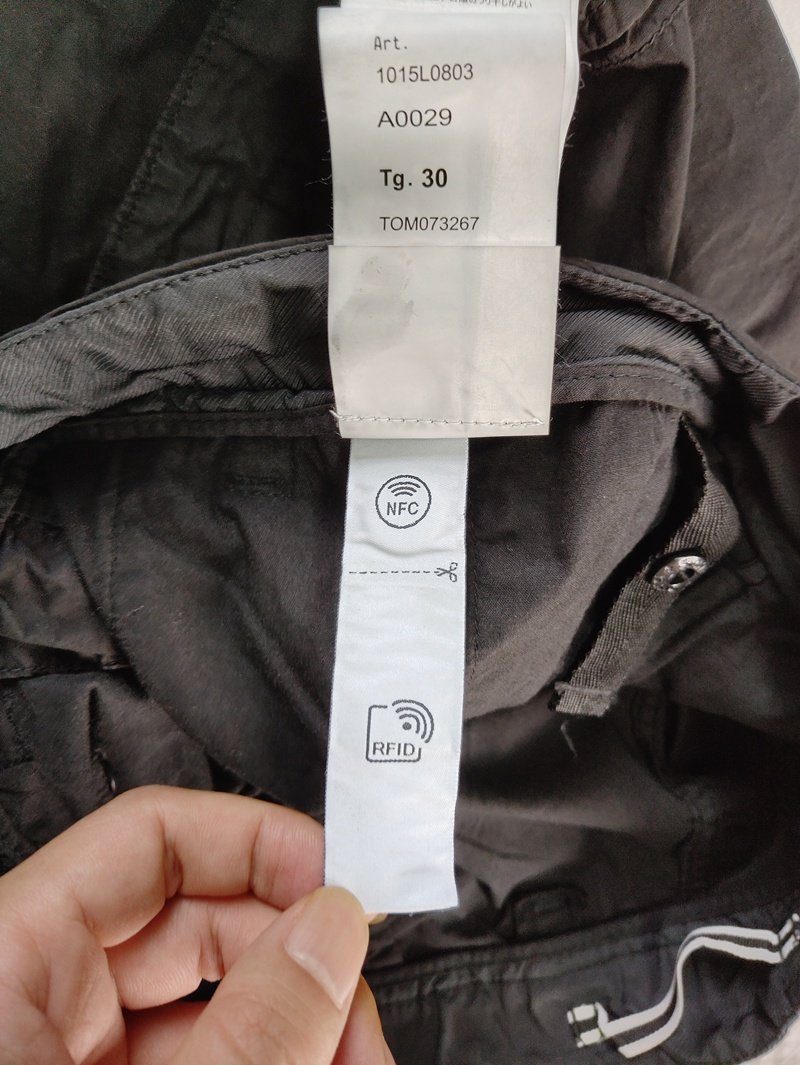 Art.
1015L0803
A0029
Tg. 30
TOM073267
NFC
RFID